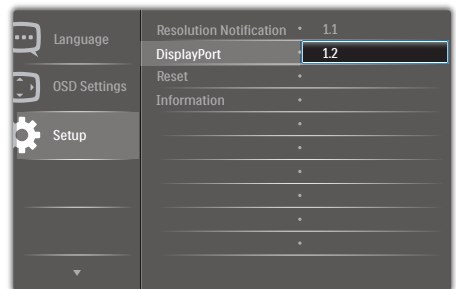 Language
OSD Settings
Setup
Resolution Notification • 1.1
DisplayPort • 1.2
Reset •
Information •